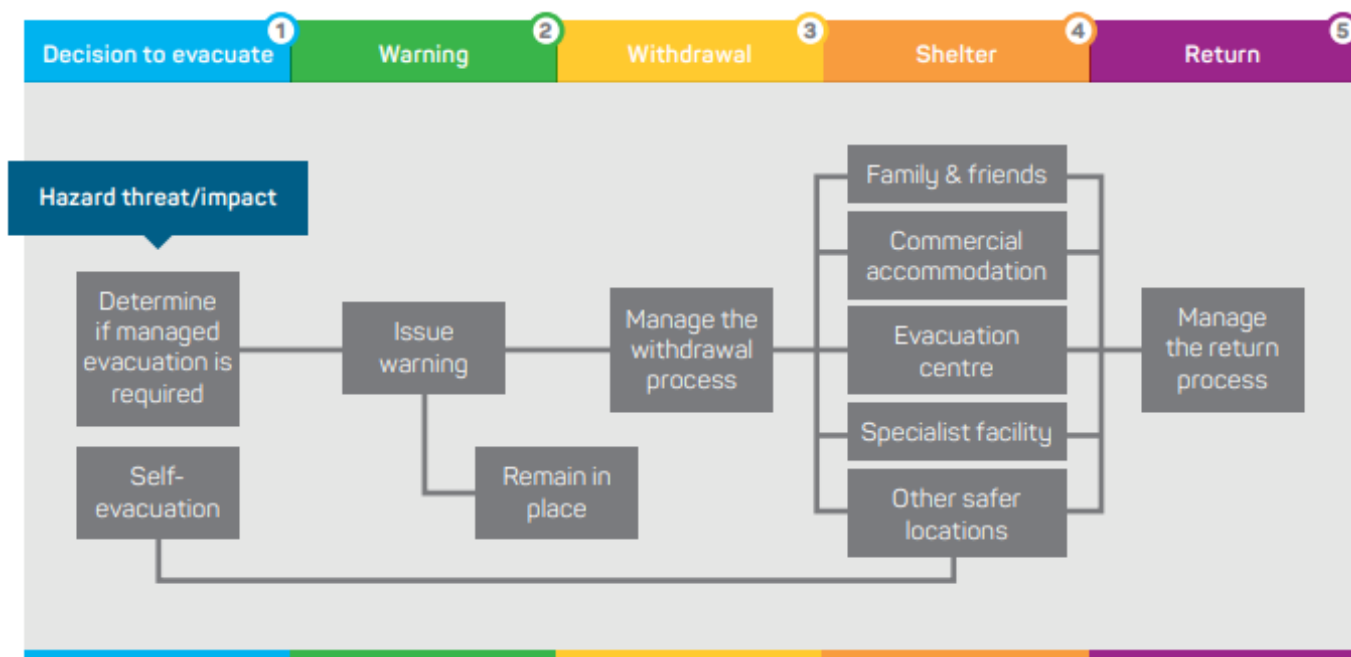 1
2
3
4
5
Decision to evacuate
Warning
Withdrawal
Shelter
Return
Hazard threat/impact
Determine
if managed
evacuation is
required
Self-
evacuation
Issue
warning
Remain in
place
Manage the
withdrawal
process
Family & friends
Commercial
accommodation
Evacuation
centre
Specialist facility
Other safer
locations
Manage
the return
process